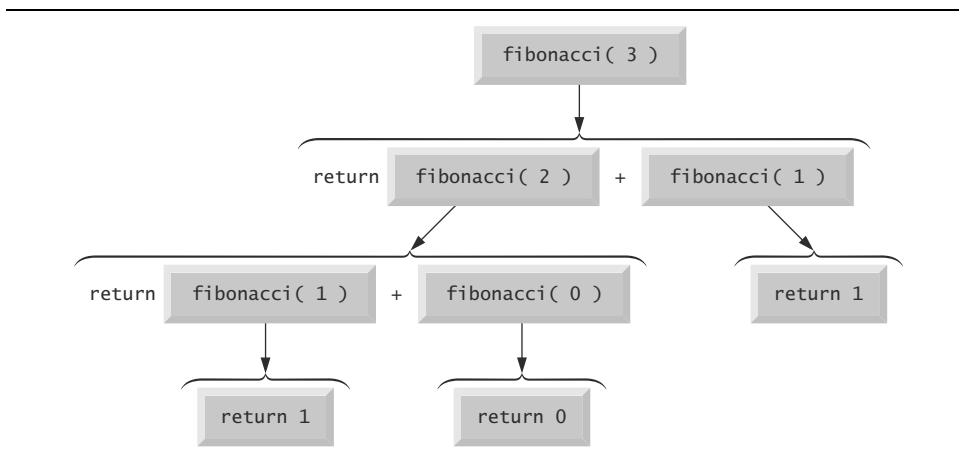 fibonacci( 3 )
return fibonacci( 2 ) + fibonacci( 1 )
return fibonacci( 1 ) + fibonacci( 0 ) return 1
return 1 return 0